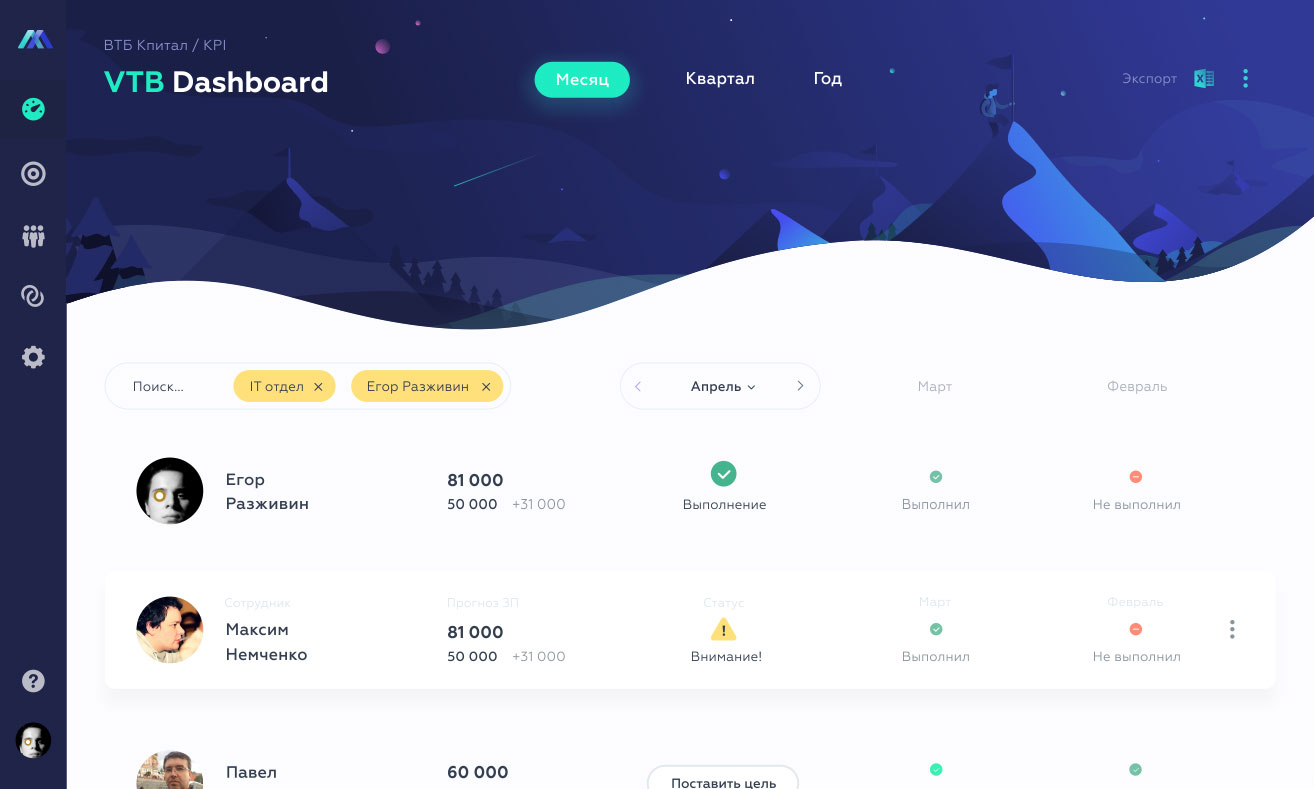 ВТБ Кпитал / KPI
VTB Dashboard
Месяц
Квартал
Год
Экспорт
Поиск...
IT отдел
Егор Разживин
Апрель
Март
Февраль
Егор
Разживин
81 000
50 000 +31 000
Выполнение
Выполнил
Не выполнил
Сотрудник
Прогноз ЗП
Статус
Март
Февраль
Максим
Немченко
81 000
50 000 +31 000
Внимание!
Выполнил
Не выполнил
Павел
60 000
Поставить цель